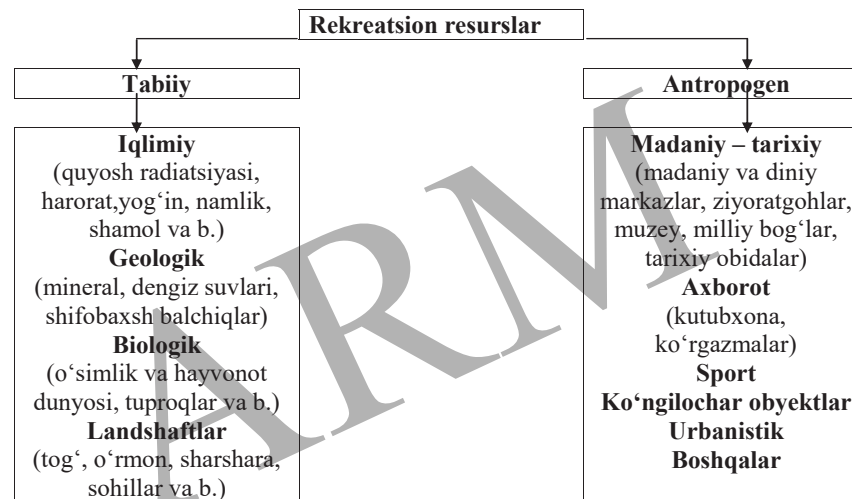 Rekreatsion resurslar
Tabiiy
Antropogen
Iqlimiy
(quyosh radiatsiyasi,
harorat,yog‘in, namlik,
shamol va b.)
Geologik
(mineral, dengiz suvlari,
shifobaxsh balchiqlar)
Biologik
(o‘simlik va hayvonot
dunyosi, tuproqlar va b.)
Landshaftlar
(tog‘, o‘rmon, sharshara,
sohillar va b.)
Madaniy – tarixiy
(madaniy va diniy
markazlar, ziyoratgohlar,
muzey, milliy bog‘lar,
tarixiy obidalar)
Axborot
(kutubxona,
ko‘rgazmalar)
Sport
Ko‘ngilochar obyektlar
Urbanistik
Boshqalar
ARM